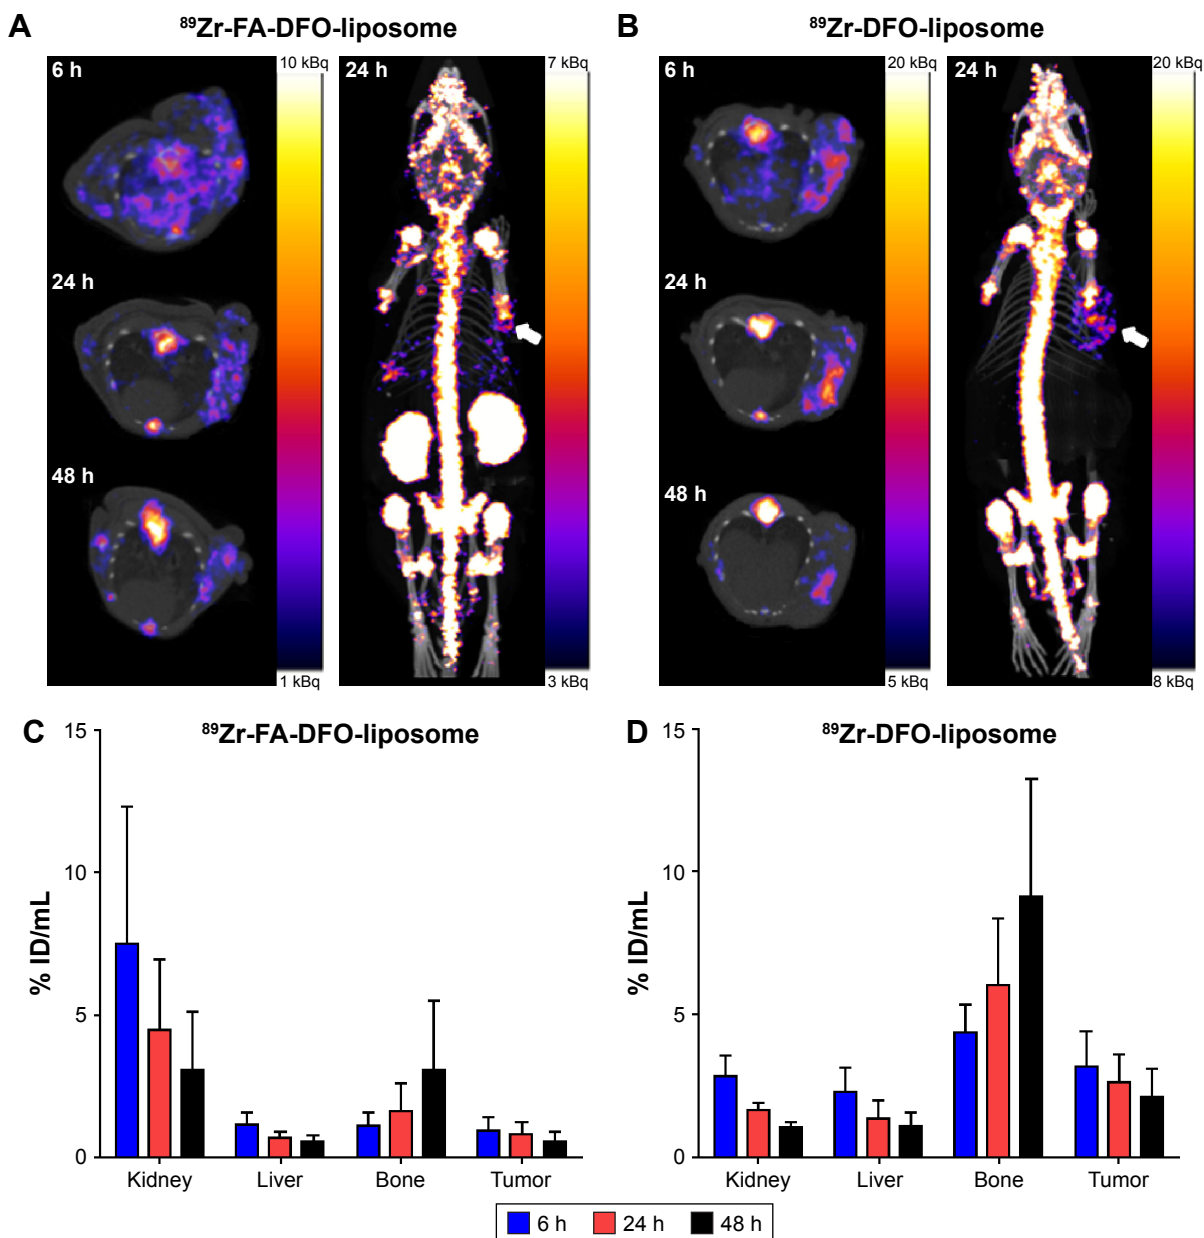 A
⁸⁹Zr-FA-DFO-liposome
6 h
10 kBq
24 h
7 kBq
24 h
48 h
1 kBq
3 kBq
B
⁸⁹Zr-DFO-liposome
6 h
20 kBq
24 h
20 kBq
24 h
48 h
5 kBq
8 kBq
C
⁸⁹Zr-FA-DFO-liposome
15
10
5
0
% ID/mL
Kidney
Liver
Bone
Tumor
D
⁸⁹Zr-DFO-liposome
15
10
5
0
% ID/mL
Kidney
Liver
Bone
Tumor
6 h
24 h
48 h